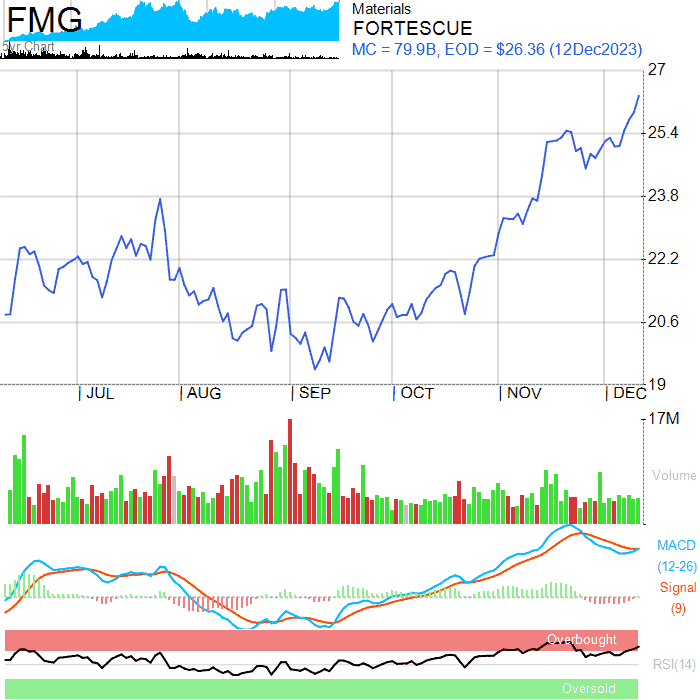 FMG
5yr Chart
Materials
FORTESCUE
MC = 79.9B, EOD = $26.36 (12Dec2023)
27
25.4
23.8
22.2
20.6
19
| JUL | AUG | SEP | OCT | NOV | DEC
17M
Volume
MACD
(12-26)
Signal
(9)
Overbought
RSI(14)
Oversold